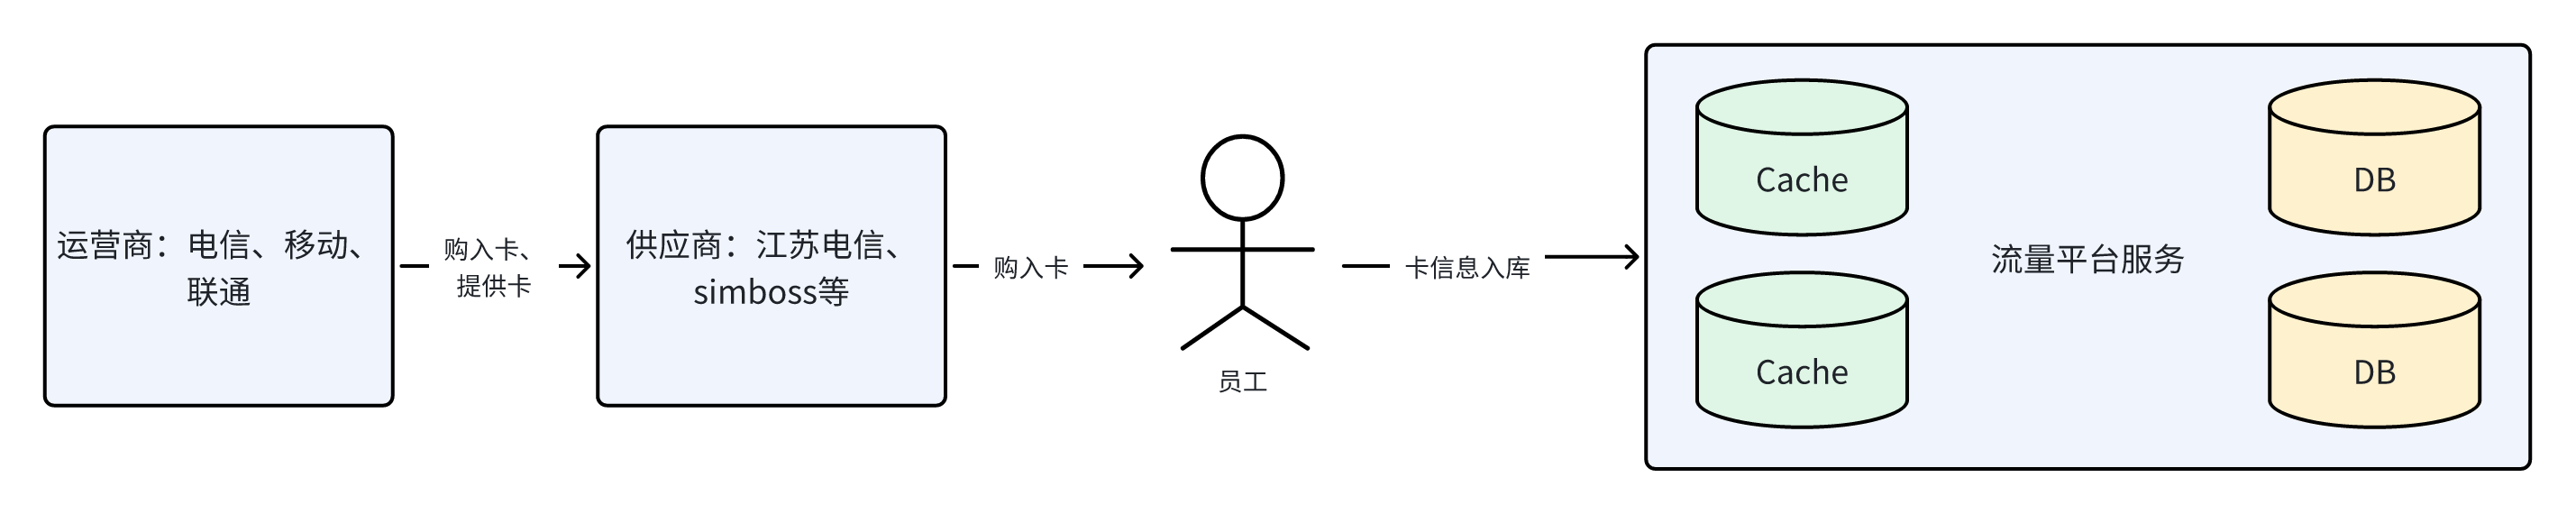 运营商：电信、移动、
联通
购入卡、
提供卡
供应商：江苏电信、
simboss等
购入卡
员工
卡信息入库
Cache
Cache
流量平台服务
DB
DB